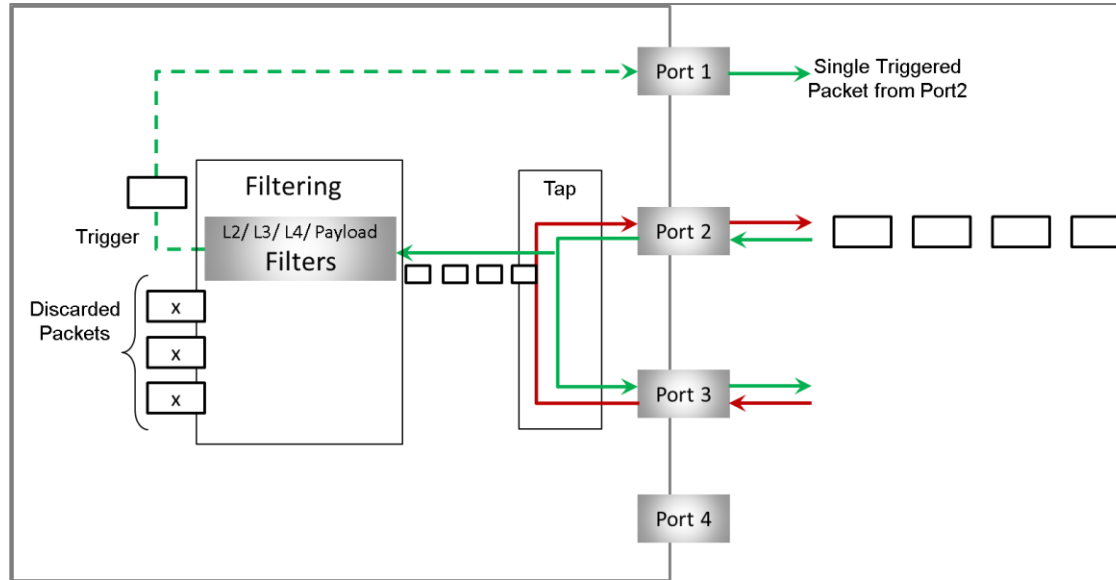 Port 1
Single Triggered
Packet from Port2
Filtering
Tap
L2/ L3/ L4/ Payload
Filters
Trigger
Port 2
Discarded
Packets
x
x
x
Port 3
Port 4